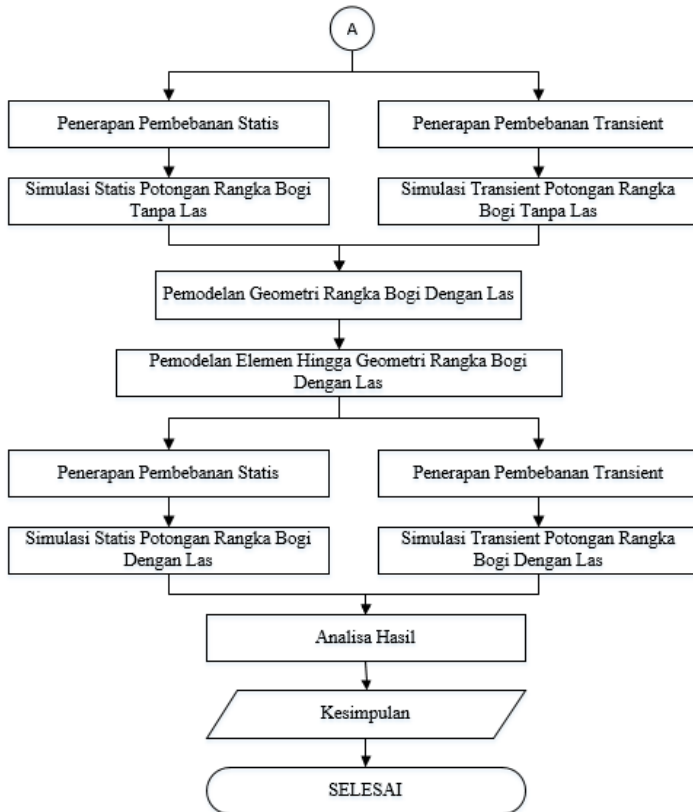 A
Penerapan Pembebanan Statis
Penerapan Pembebanan Transient
Simulasi Statis Potongan Rangka Bogi
Tanpa Las
Simulasi Transient Potongan Rangka
Bogi Tanpa Las
Pemodelan Geometri Rangka Bogi Dengan Las
Pemodelan Elemen Hingga Geometri Rangka Bogi
Dengan Las
Penerapan Pembebanan Statis
Penerapan Pembebanan Transient
Simulasi Statis Potongan Rangka Bogi
Dengan Las
Simulasi Transient Potongan Rangka
Bogi Dengan Las
Analisa Hasil
Kesimpulan
SELESAI